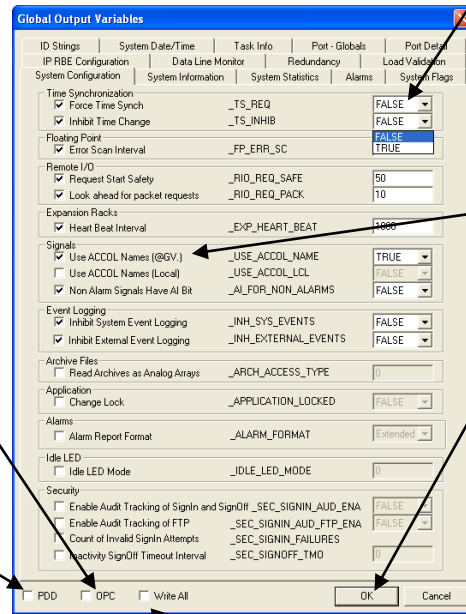 Global Output Variables
ID Strings System Date/Time Task Info Port - Globals Port Detail
IP RBE Configuration Data Line Monitor Redundancy Load Validation
System Configuration System Information System Statistics Alarms System Flags
Time Synchronization
Force Time Synch _TS_REQ FALSE
Inhibit Time Change _TS_INHIB FALSE
FALSE
TRUE
Floating Point
Error Scan Interval _FP_ERR_SC
Remote I/O
Request Start Safety _RIO_REQ_SAFE 50
Look ahead for packet requests _RIO_REQ_PACK 10
Expansion Racks
Heart Beat Interval _EXP_HEART_BEAT 1000
Signals
Use ACCOL Names (@GV.) _USE_ACCOL_NAME TRUE
Use ACCOL Names (Local) _USE_ACCOL_LCL FALSE
Non Alarm Signals Have AI Bit _AI_FOR_NON_ALARMS FALSE
Event Logging
Inhibit System Event Logging _INH_SYS_EVENTS FALSE
Inhibit External Event Logging _INH_EXTERNAL_EVENTS FALSE
Archive Files
Read Archives as Analog Arrays _ARCH_ACCESS_TYPE 0
Application
Change Lock _APPLICATION_LOCKED FALSE
Alarms
Alarm Report Format _ALARM_FORMAT Extended
Idle LED
Idle LED Mode _IDLE_LED_MODE 0
Security
Enable Audit Tracking of SignIn and SignOff _SEC_SIGNIN_AUD_ENA FALSE
Enable Audit Tracking of FTP _SEC_SIGNIN_AUD_FTP_ENA FALSE
Count of Invalid SignIn Attempts _SEC_SIGNIN_FAILURES
Inactivity SignOff Timeout Interval _SEC_SIGNOFF_TMO 0
PDD OPC Write All OK Cancel